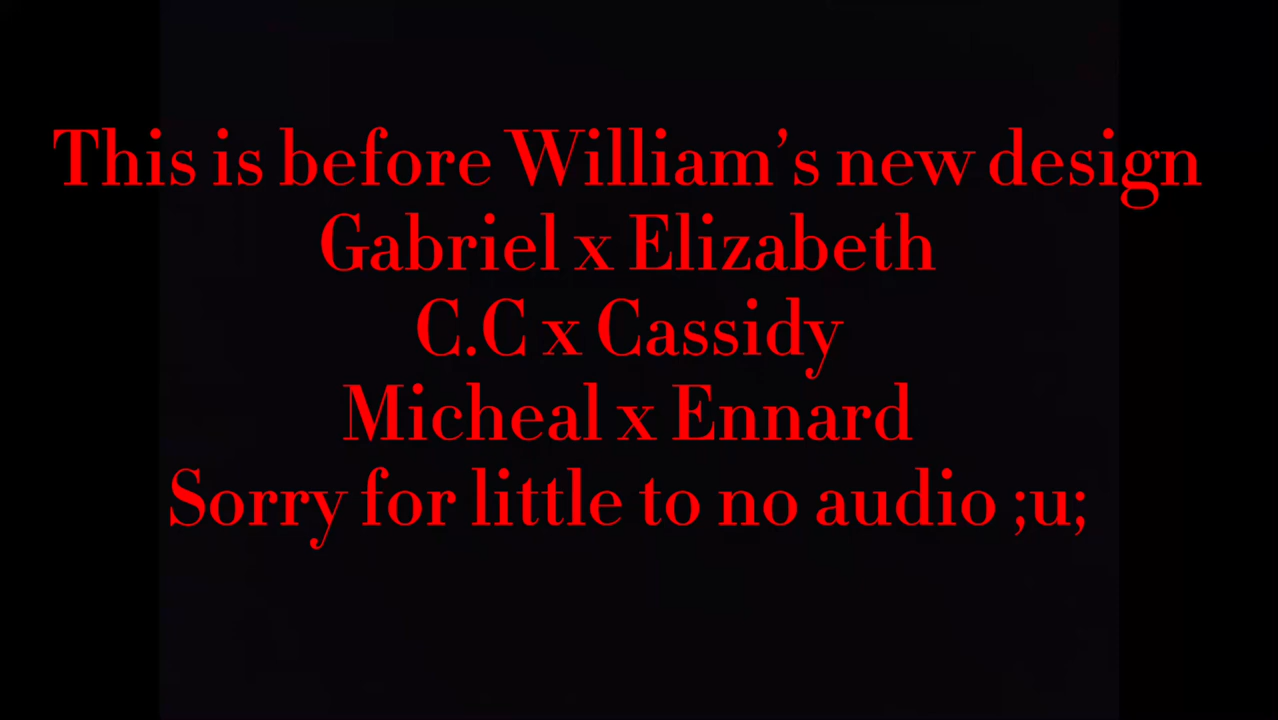 This is before William’s new design
Gabriel x Elizabeth
C.C x Cassidy
Micheal x Ennard
Sorry for little to no audio ;u;